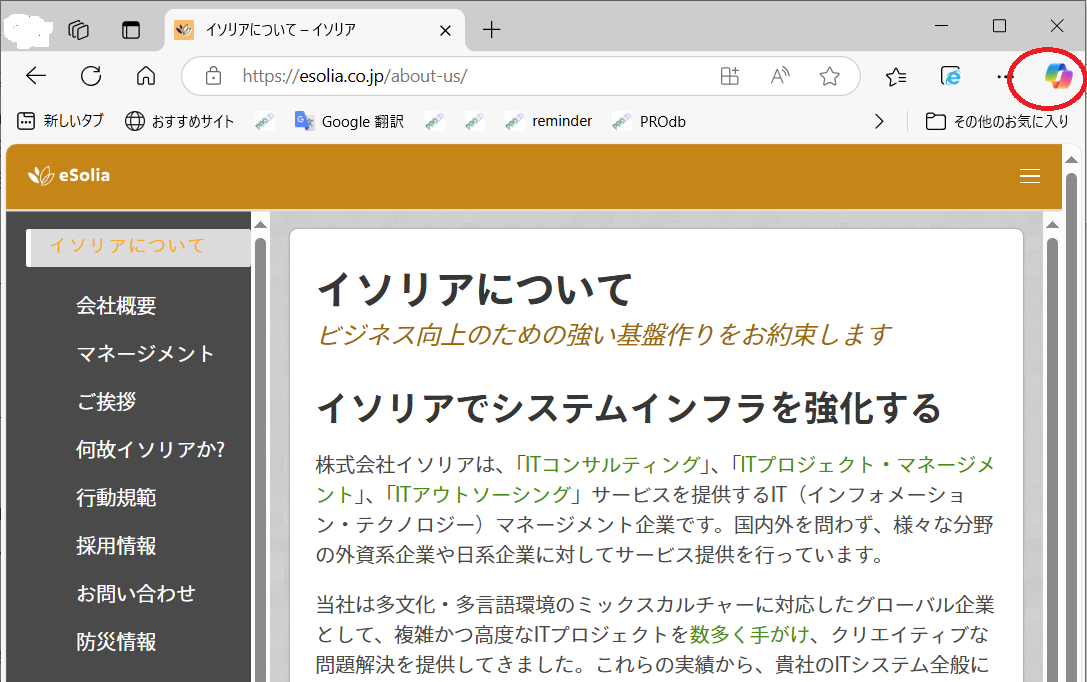 イソリアについて – イソリア
https://esolia.co.jp/about-us/
新しいタブ
おすすめサイト
Google 翻訳
reminder
PROdb
その他のお気に入り
eSolia
イソリアについて
会社概要
マネージメント
ご挨拶
何故イソリアか?
行動規範
採用情報
お問い合わせ
防災情報
イソリアについて
ビジネス向上のための強い基盤作りをお約束します
イソリアでシステムインフラを強化する
株式会社イソリアは、「ITコンサルティング」、「ITプロジェクト・マネージメ
ント」、「ITアウトソーシング」サービスを提供するIT（インフォメーショ
ン・テクノロジー）マネージメント企業です。国内外を問わず、様々な分野
の外資系企業や日系企業に対してサービス提供を行っています。
当社は多文化・多言語環境のミックスカルチャーに対応したグローバル企業
として、複雑かつ高度なITプロジェクトを数多く手がけ、クリエイティブな
問題解決を提供してきました。これらの実績から、貴社のITシステム全般に